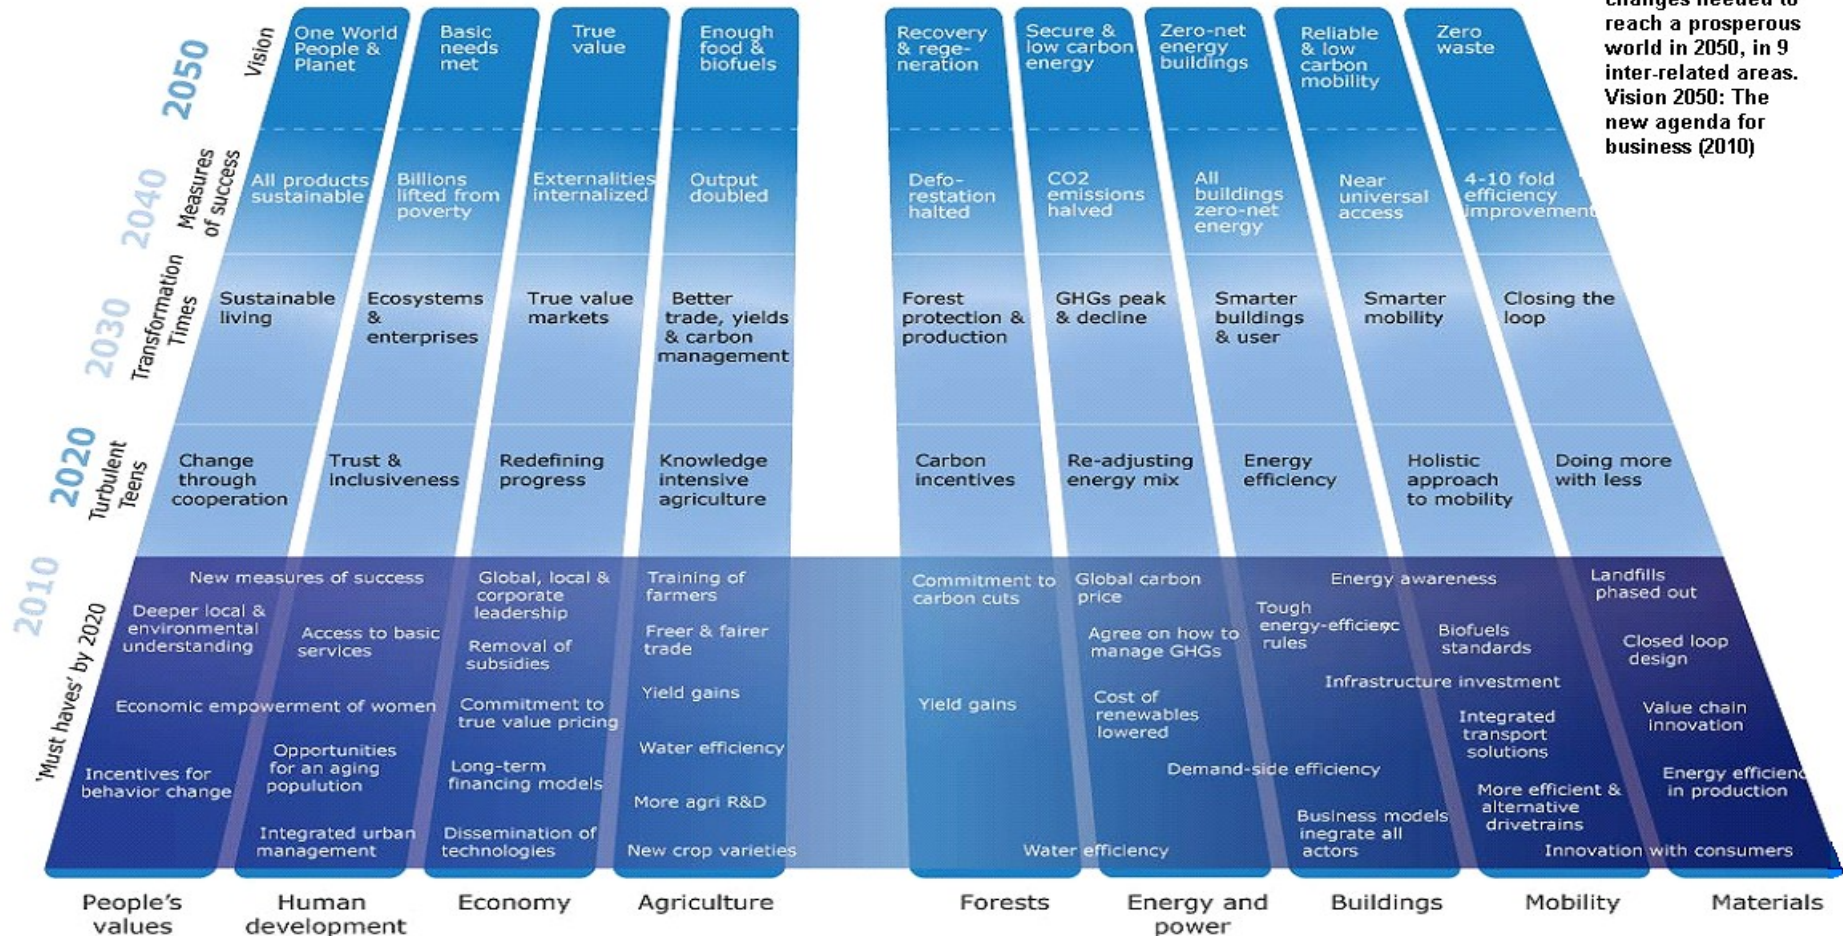 changes needed to
reach a prosperous
world in 2050, in 9
inter-related areas.
Vision 2050: The
new agenda for
business (2010)
2050
Vision
One World
People &
Planet
Basic
needs
met
True
value
Enough
food &
biofuels
Recovery
& rege-
neration
Secure &
low carbon
energy
Zero-net
energy
buildings
Reliable
& low
carbon
mobility
Zero
waste
2040
Measures
of success
All products
sustainable
Billions
lifted from
poverty
Externalities
internalized
Output
doubled
Defo-
restation
halted
CO2
emissions
halved
All
buildings
zero-net
energy
Near
universal
access
4-10 fold
efficiency
improvement
2030
Transformation
Times
Sustainable
living
Ecosystems
&
enterprises
True value
markets
Better
trade, yields
& carbon
management
Forest
protection &
production
GHGs peak
& decline
Smarter
buildings
& user
Smarter
mobility
Closing the
loop
2020
Turbulent
Teens
Change
through
cooperation
Trust &
inclusiveness
Redefining
progress
Knowledge
intensive
agriculture
Carbon
incentives
Re-adjusting
energy mix
Energy
efficiency
Holistic
approach
to mobility
Doing more
with less
2010
'Must haves' by 2020
New measures of success
Deeper local &
environmental
understanding
Access to basic
services
Economic empowerment of women
Incentives for
behavior change
Opportunities
for an aging
popolution
Integrated urban
management
Global, local &
corporate
leadership
Removal of
subsidies
Commitment to
true value pricing
Long-term
financing models
Dissemination of
technologies
Training of
farmers
Freer & fairer
trade
Yield gains
Water efficiency
More agri R&D
New crop varieties
Commitment to
carbon cuts
Yield gains
Water efficiency
Global carbon
price
Agree on how to
manage GHGs
Cost of
renewables
lowered
Demand-side efficiency
Energy awareness
Tough
rules
Infrastructure investment
Business models
inegrate all
actors
Biofuels
standards
Integrated
transport
solutions
More efficient &
alternative
drivetrains
Innovation with consumers
Landfills
phased out
Closed loop
design
Value chain
innovation
Energy efficienc
in production
People's
values
Human
development
Economy
Agriculture
Forests
Energy and
power
Buildings
Mobility
Materials